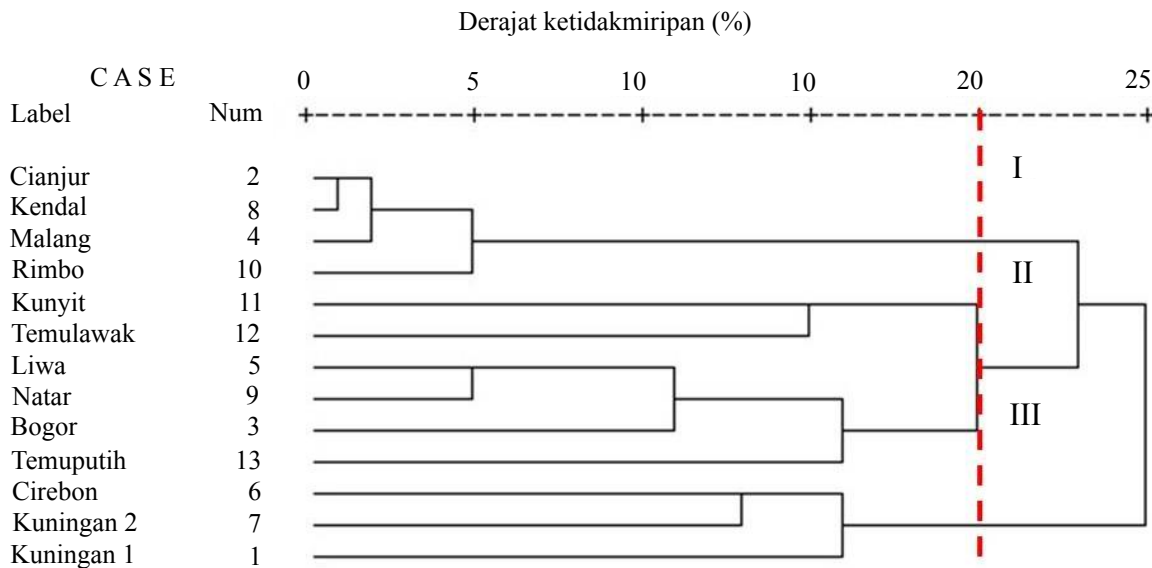 Derajat ketidakmiripan (%)
C A S E 0 5 10 10 20 25
Label Num
Cianjur 2
I
Kendal 8
Malang 4
Rimbo 10
II
Kunyit 11
Temulawak 12
Liwa 5
Natar 9
Bogor 3
III
Temuputih 13
Cirebon 6
Kuningan 2 7
Kuningan 1 1